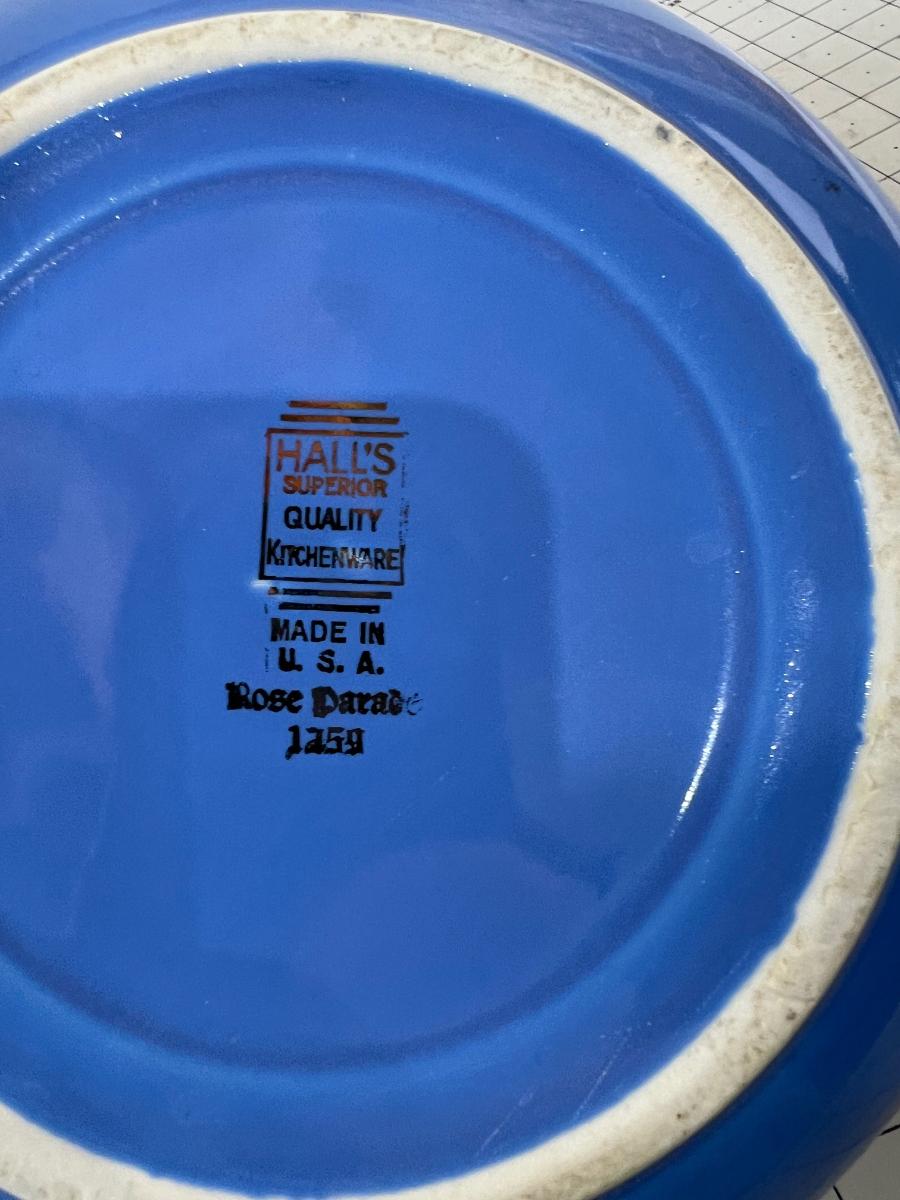 HALL'S
SUPERIOR
QUALITY
KITCHENWARE
MADE IN
U. S. A.
Rose Parade
1259